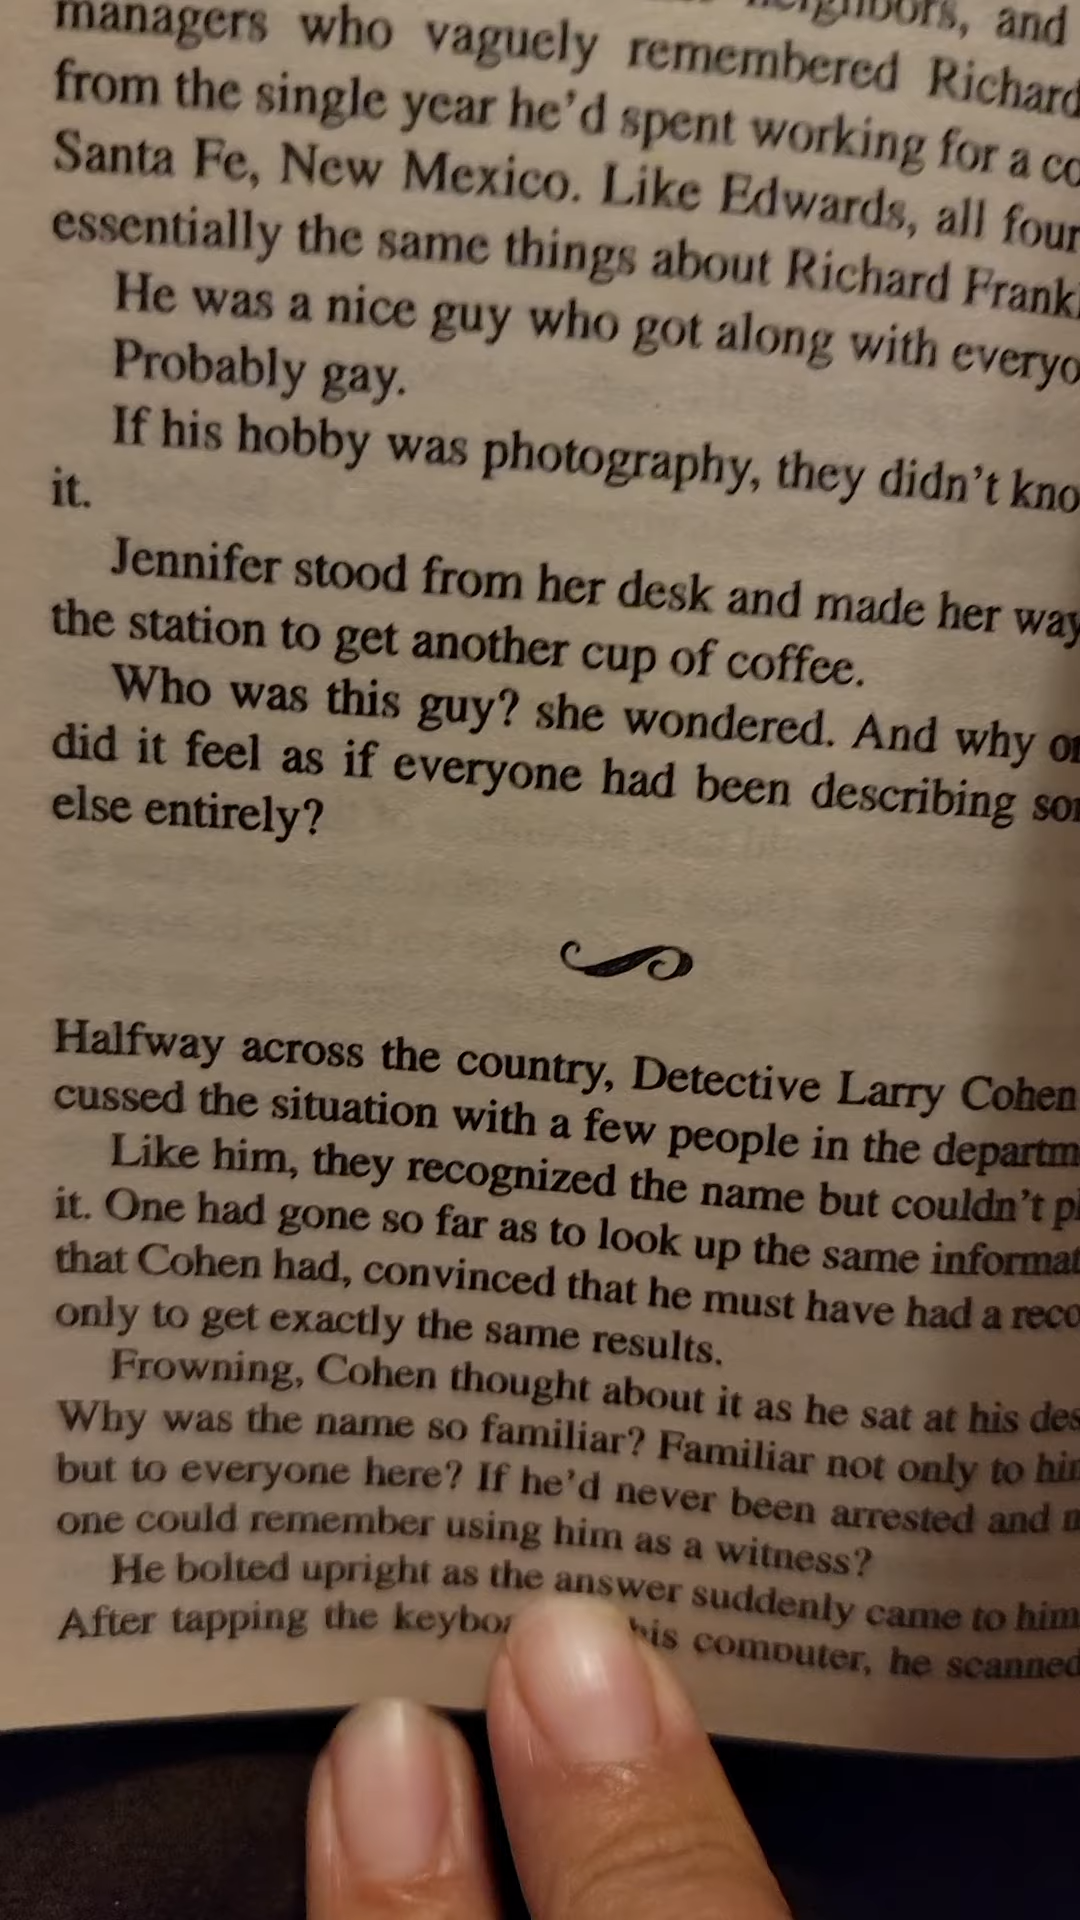 neighbors, and
managers who vaguely remembered Richard
from the single year he'd spent working for a co
Santa Fe, New Mexico. Like Edwards, all four
essentially the same things about Richard Frankl
He was a nice guy who got along with everyo
Probably gay.
If his hobby was photography, they didn't kno
it.
Jennifer stood from her desk and made her way
the station to get another cup of coffee.
Who was this guy? she wondered. And why on
did it feel as if everyone had been describing som
else entirely?
Halfway across the country, Detective Larry Cohen
cussed the situation with a few people in the departm
Like him, they recognized the name but couldn't pl
it. One had gone so far as to look up the same informat
that Cohen had, convinced that he must have had a reco
only to get exactly the same results.
Frowning, Cohen thought about it as he sat at his des
Why was the name so familiar? Familiar not only to him
but to everyone here? If he'd never been arrested and n
one could remember using him as a witness?
He bolted upright as the answer suddenly came to him
After tapping the keyboa his computer, he scanned